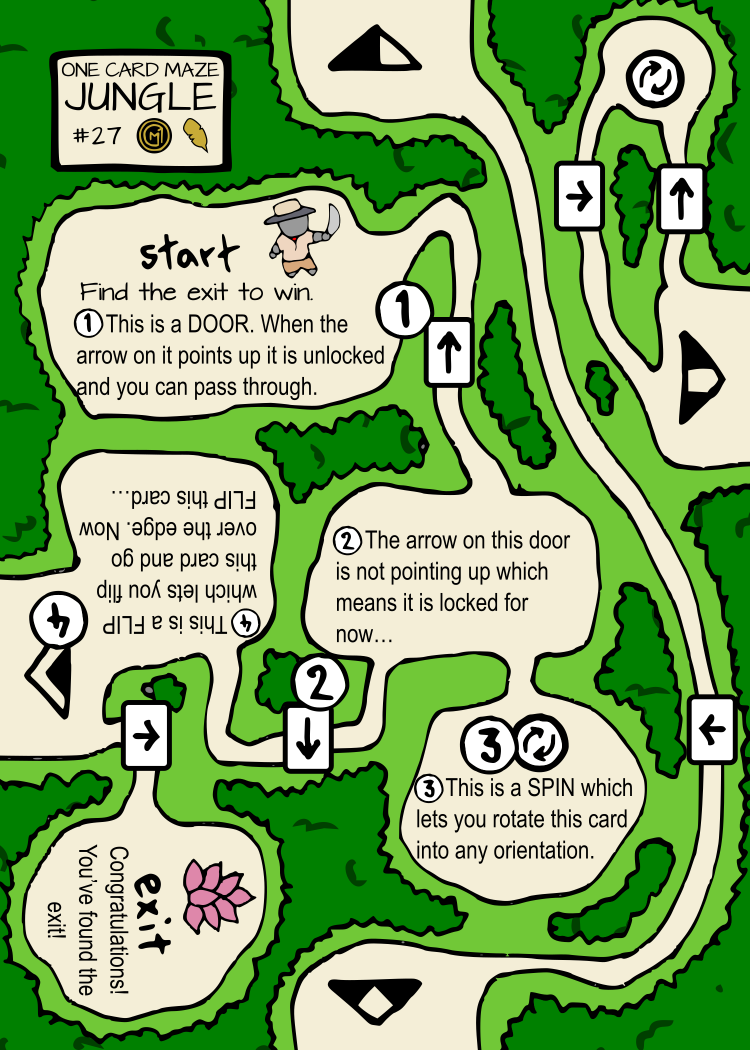 ONE CARD MAZE
JUNGLE
#27
start
Find the exit to win.
1 This is a DOOR. When the
arrow on it points up it is unlocked
and you can pass through.
1
2 The arrow on this door
is not pointing up which
means it is locked for
now...
2
4 This is a FLIP
which lets you flip
this card and go
over the edge. Now
FLIP this card...
4
3
3 This is a SPIN which
lets you rotate this card
into any orientation.
exit
Congratulations!
You've found the
exit!